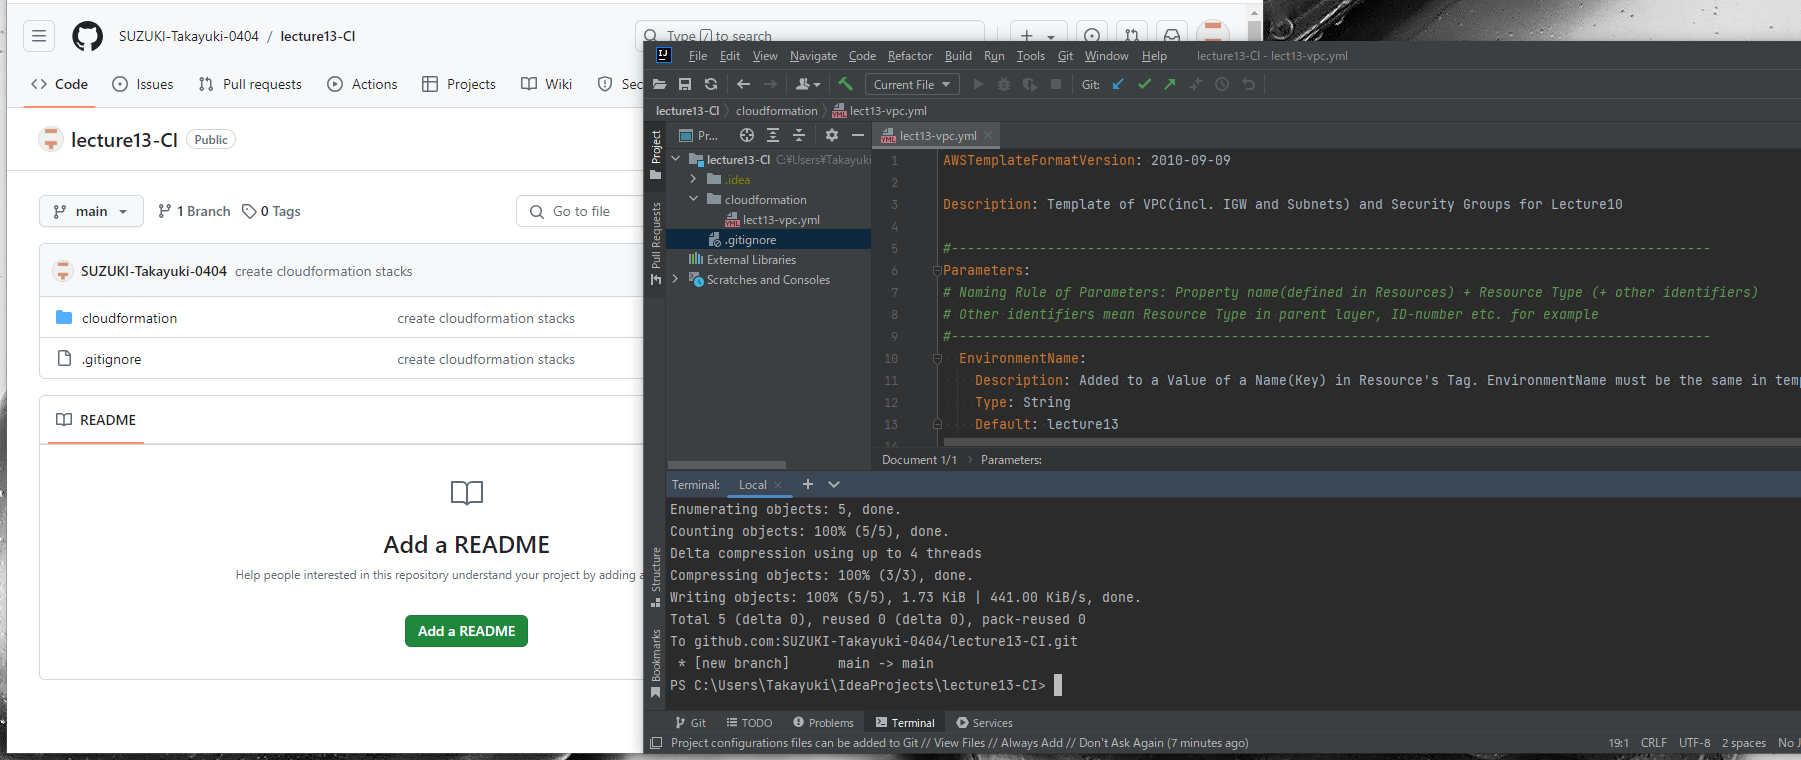 SUZUKI-Takayuki-0404 / lecture13-CI
Type / to search
Code Issues Pull requests Actions Projects Wiki Sec
lecture13-CI Public
main 1 Branch 0 Tags Go to file
SUZUKI-Takayuki-0404 create cloudformation stacks
cloudformation create cloudformation stacks
.gitignore create cloudformation stacks
README
Add a README
Help people interested in this repository understand your project by adding a
Add a README
IJ File Edit View Navigate Code Refactor Build Run Tools Git Window Help lecture13-CI - lect13-vpc.yml
Current File Git:
lecture13-CI cloudformation lect13-vpc.yml
Project
Pull Requests
Structure
Bookmarks
Pr...
lecture13-CI C:¥Users¥Takayuki
.idea
cloudformation
lect13-vpc.yml
.gitignore
External Libraries
Scratches and Consoles
lect13-vpc.yml
1 AWSTemplateFormatVersion: 2010-09-09
2
3 Description: Template of VPC(incl. IGW and Subnets) and Security Groups for Lecture10
4
5 #-----------------------------------------------------------------------------------------------
6 Parameters:
7 # Naming Rule of Parameters: Property name(defined in Resources) + Resource Type (+ other identifiers)
8 # Other identifiers mean Resource Type in parent layer, ID-number etc. for example
9 #-----------------------------------------------------------------------------------------------
10 EnvironmentName:
11 Description: Added to a Value of a Name(Key) in Resource's Tag. EnvironmentName must be the same in temp
12 Type: String
13 Default: lecture13
14
Document 1/1 › Parameters:
Terminal: Local
Enumerating objects: 5, done.
Counting objects: 100% (5/5), done.
Delta compression using up to 4 threads
Compressing objects: 100% (3/3), done.
Writing objects: 100% (5/5), 1.73 KiB | 441.00 KiB/s, done.
Total 5 (delta 0), reused 0 (delta 0), pack-reused 0
To github.com:SUZUKI-Takayuki-0404/lecture13-CI.git
* [new branch] main -> main
PS C:\Users\Takayuki\IdeaProjects\lecture13-CI>
Git TODO Problems Terminal Services
Project configurations files can be added to Git // View Files // Always Add // Don't Ask Again (7 minutes ago) 19:1 CRLF UTF-8 2 spaces No J